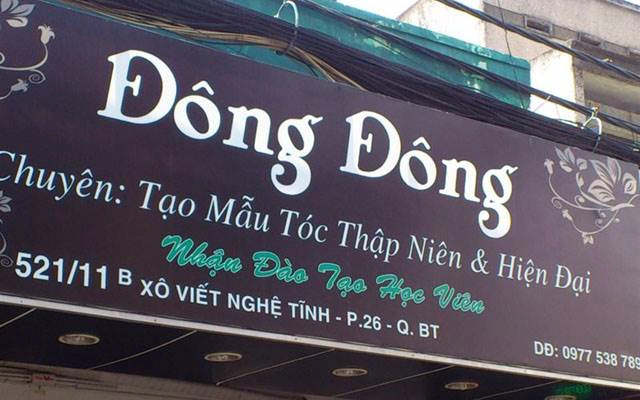 Đông Đông
Chuyên: Tạo Mẫu Tóc Thập Niên & Hiện Đại
Nhận Đào Tạo Học Viên
521/11 B XÔ VIẾT NGHỆ TĨNH - P.26 - Q. BT
DĐ: 0977 538 789